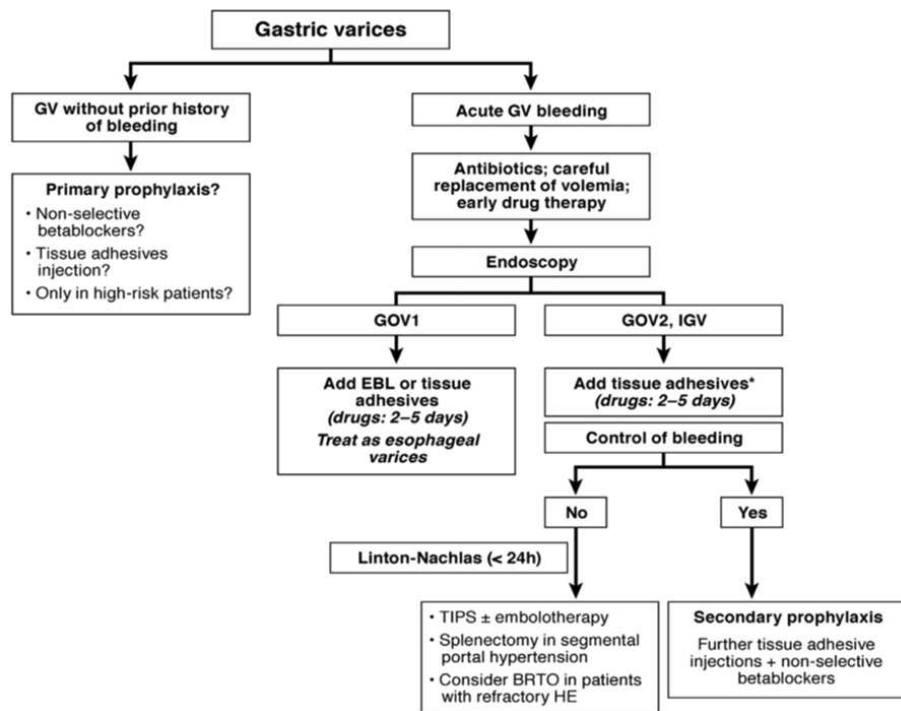 Gastric varices
GV without prior history
of bleeding
Acute GV bleeding
Primary prophylaxis?
• Non-selective
betablockers?
• Tissue adhesives
injection?
• Only in high-risk patients?
Antibiotics; careful
replacement of volemia;
early drug therapy
Endoscopy
GOV1
GOV2, IGV
Add EBL or tissue
adhesives
(drugs: 2–5 days)
Treat as esophageal
varices
Add tissue adhesives*
(drugs: 2–5 days)
Control of bleeding
No
Yes
Linton-Nachlas (< 24h)
• TIPS ± embolotherapy
• Splenectomy in segmental
portal hypertension
• Consider BRTO in patients
with refractory HE
Secondary prophylaxis
Further tissue adhesive
injections + non-selective
betablockers